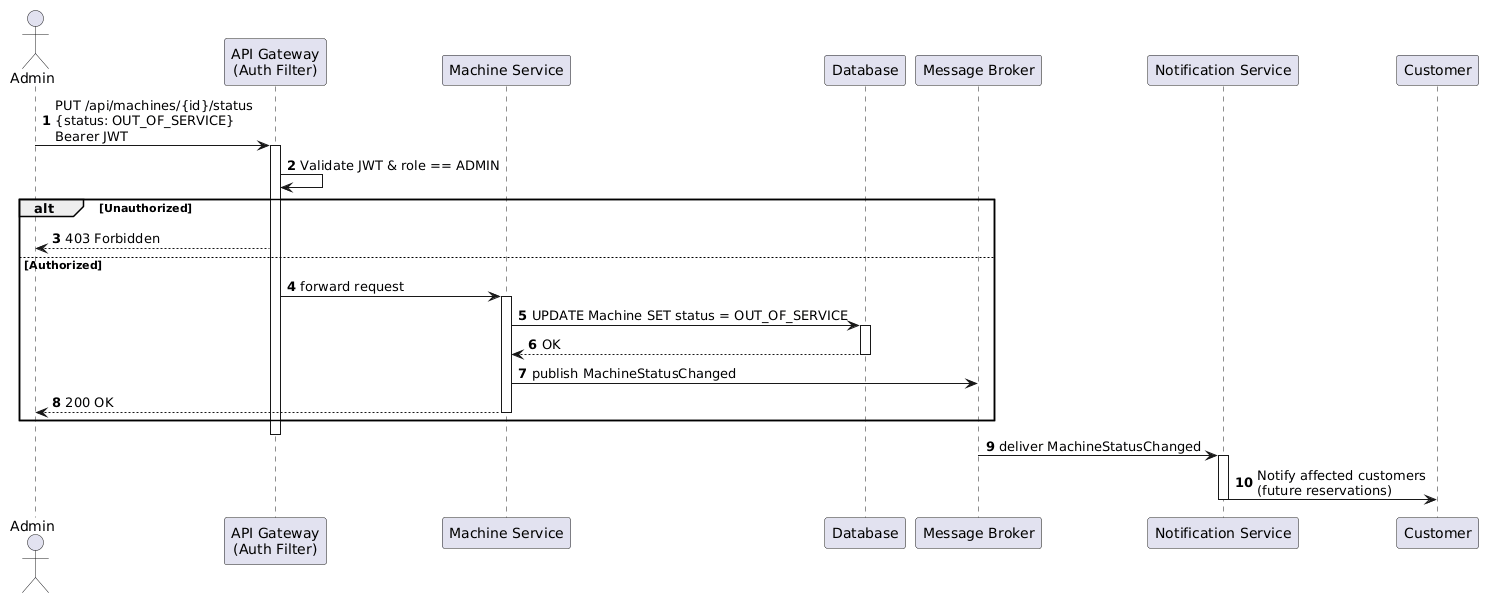 Admin
API Gateway
(Auth Filter)
Machine Service
Database
Message Broker
Notification Service
Customer
PUT /api/machines/{id}/status
1 {status: OUT_OF_SERVICE}
Bearer JWT
2 Validate JWT & role == ADMIN
alt [Unauthorized]
3 403 Forbidden
[Authorized]
4 forward request
5 UPDATE Machine SET status = OUT_OF_SERVICE
6 OK
7 publish MachineStatusChanged
8 200 OK
9 deliver MachineStatusChanged
10 Notify affected customers
(future reservations)
Admin
API Gateway
(Auth Filter)
Machine Service
Database
Message Broker
Notification Service
Customer